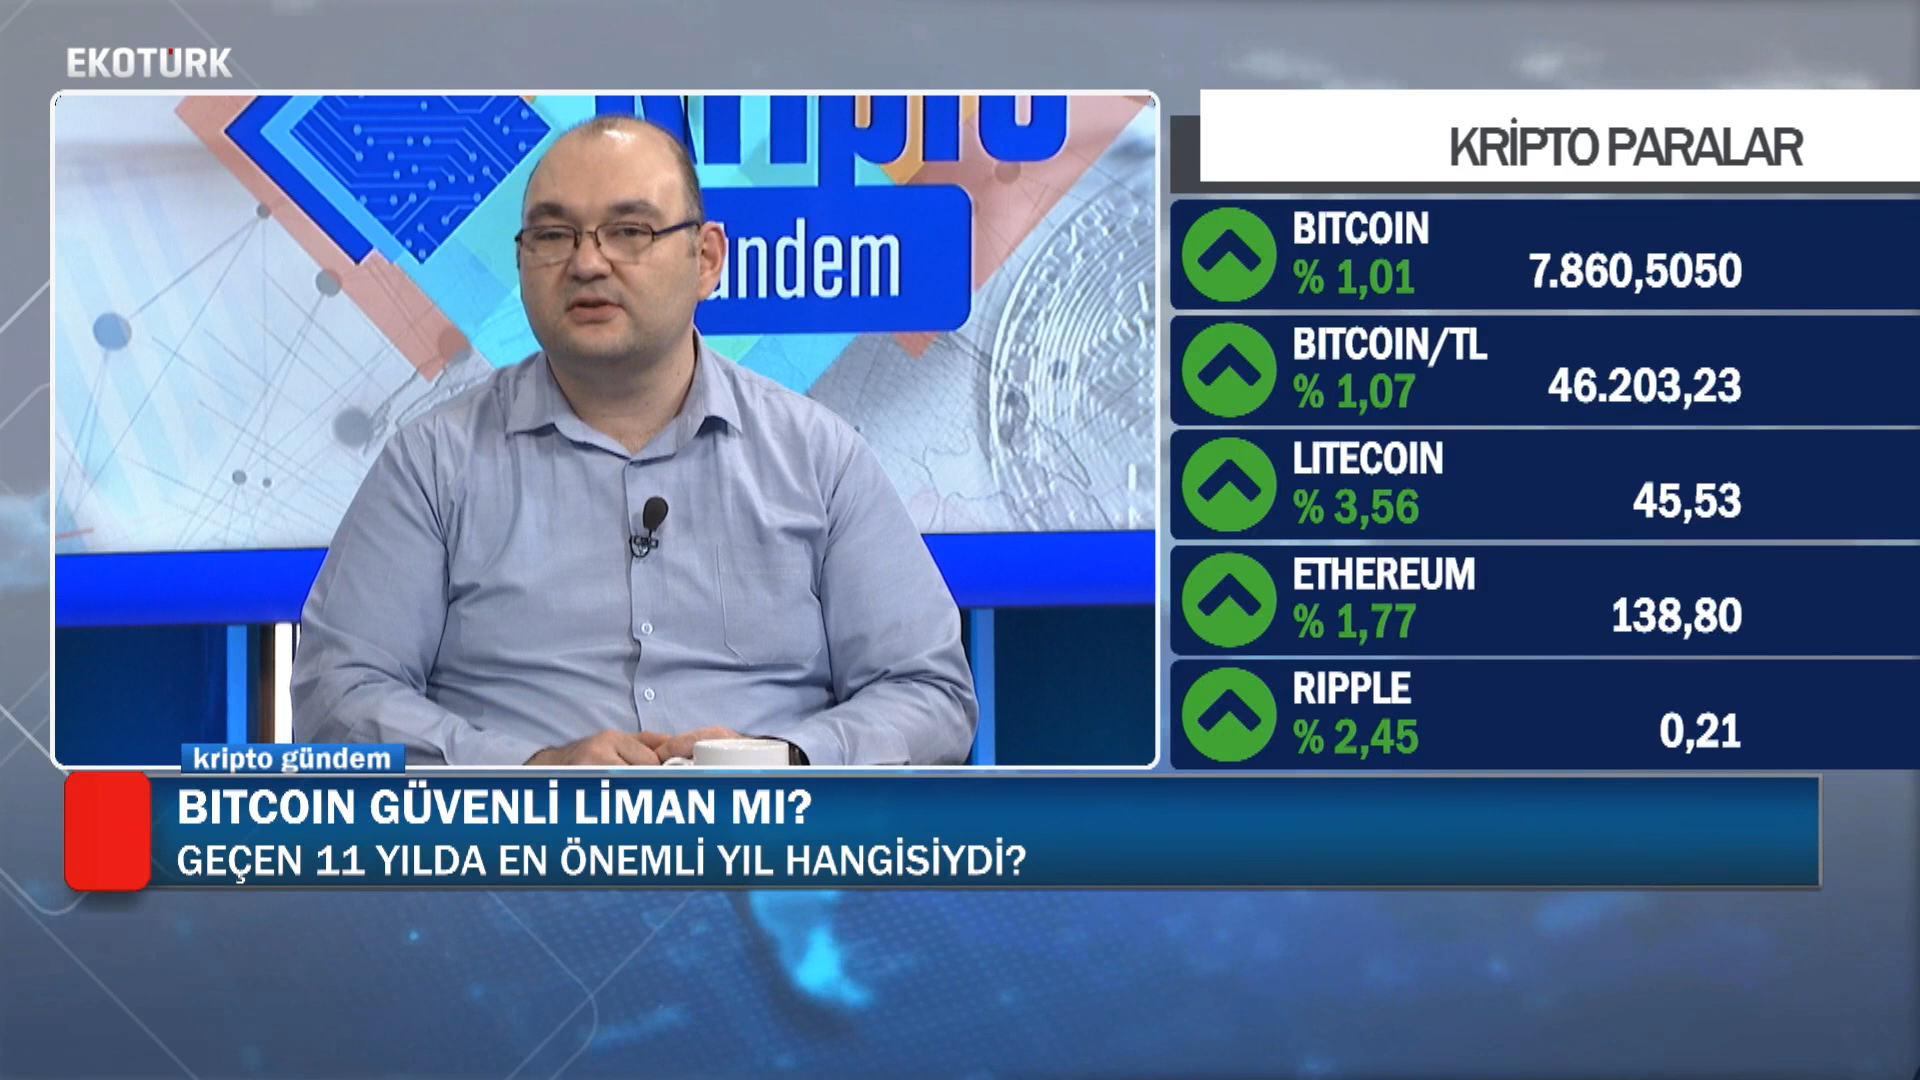 EKOTÜRK
Kripto
gündem
KRİPTO PARALAR
BITCOIN
% 1,01
7.860,5050
BITCOIN/TL
% 1,07
46.203,23
LITECOIN
% 3,56
45,53
ETHEREUM
% 1,77
138,80
RIPPLE
% 2,45
0,21
kripto gündem
BITCOIN GÜVENLİ LİMAN MI?
GEÇEN 11 YILDA EN ÖNEMLİ YIL HANGİSİYDİ?